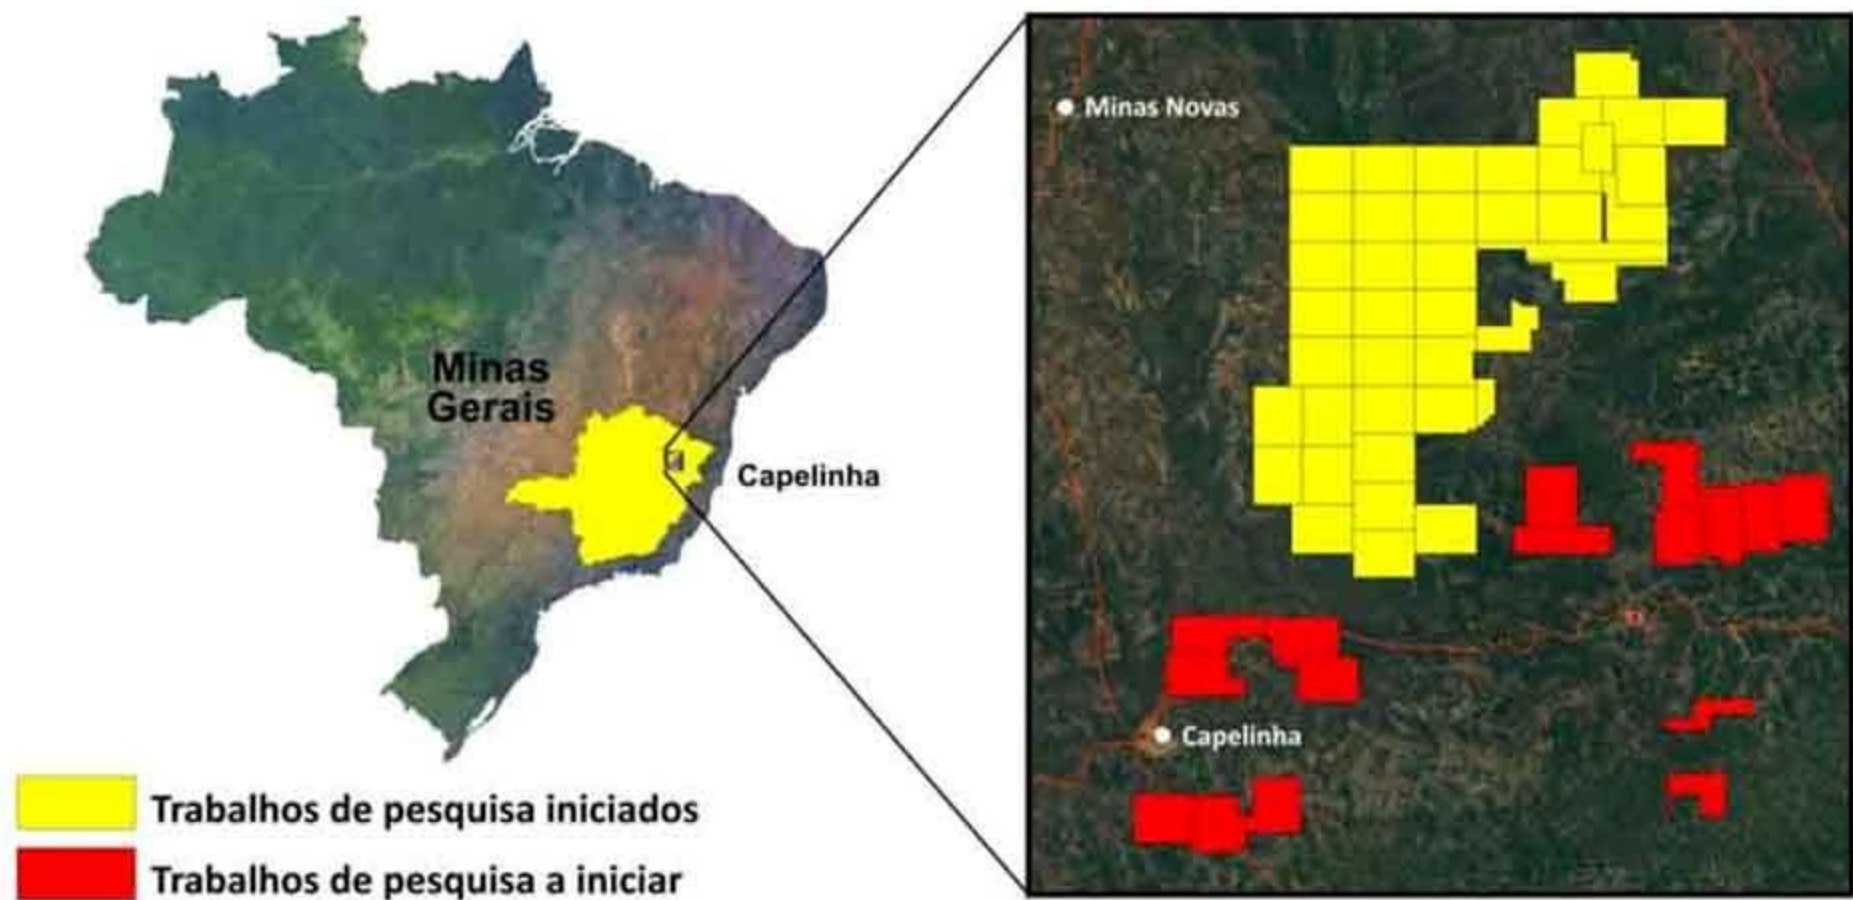 Minas
Gerais
Capelinha
Minas Novas
Capelinha
Trabalhos de pesquisa iniciados
Trabalhos de pesquisa a iniciar